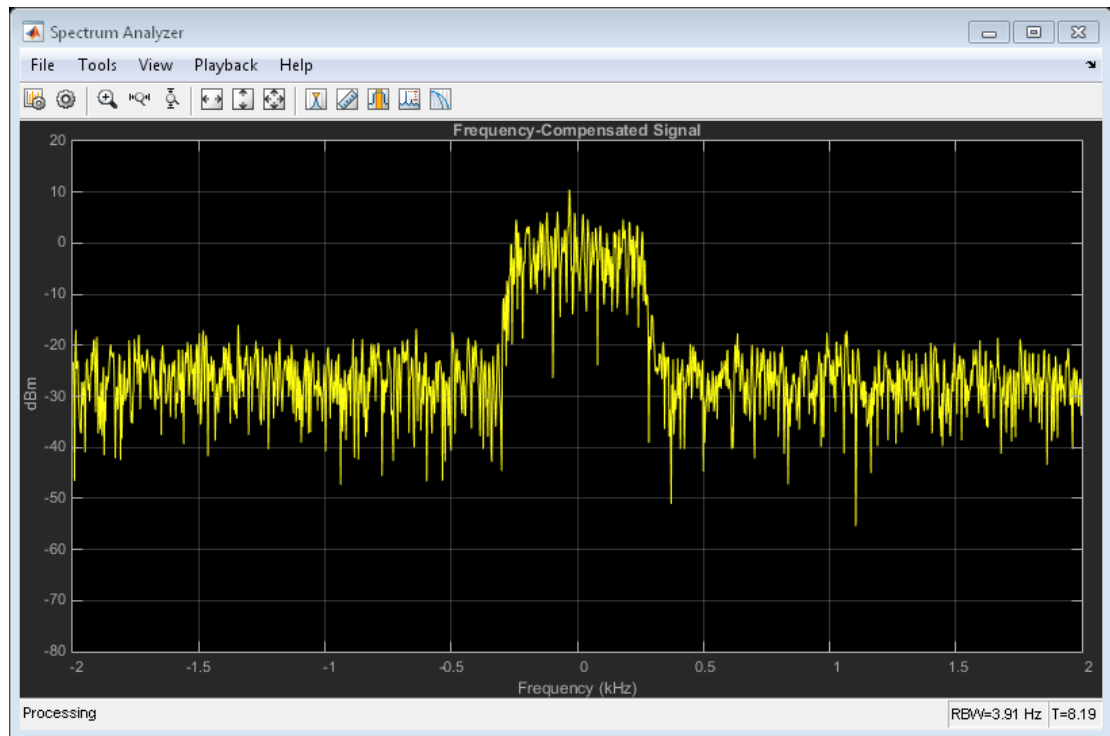 Spectrum Analyzer
File Tools View Playback Help
Frequency-Compensated Signal
20
10
0
-10
-20
-30
-40
-50
-60
-70
-80
dBm
-2 -1.5 -1 -0.5 0 0.5 1 1.5 2
Frequency (kHz)
Processing RBW=3.91 Hz T=8.19